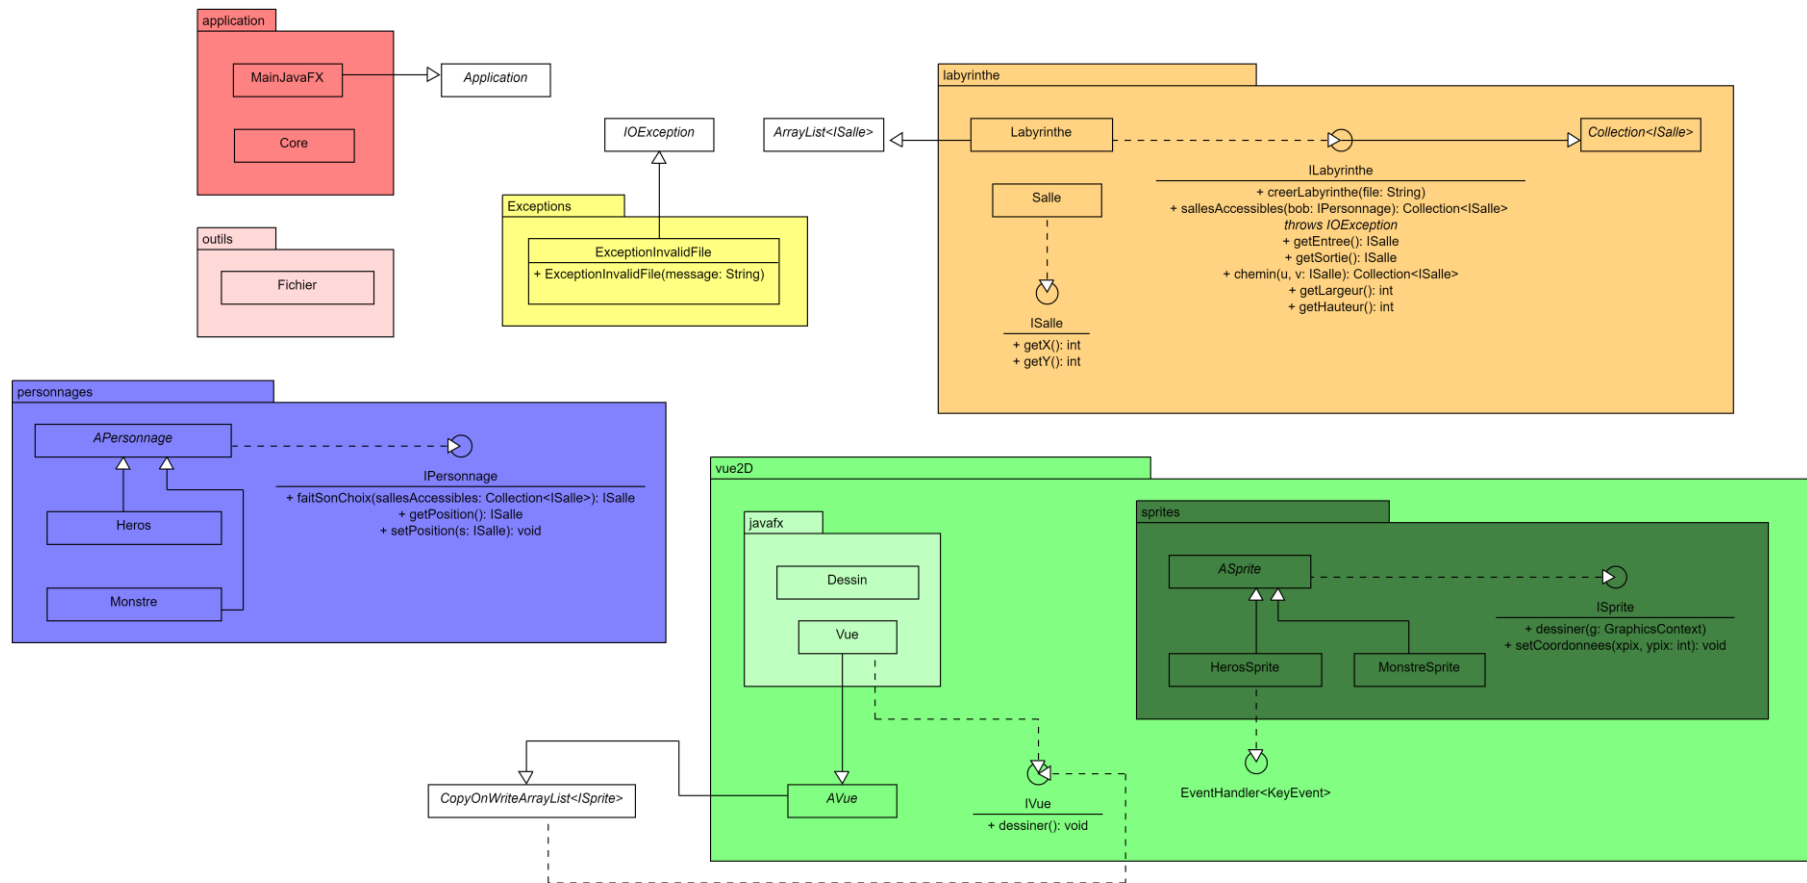 application
MainJavaFX
Application
Core
outils
Fichier
IOException
Exceptions
ExceptionInvalidFile
+ ExceptionInvalidFile(message: String)
labyrinthe
ArrayList<ISalle>
Labyrinthe
Collection<ISalle>
ILabyrinthe
+ creerLabyrinthe(file: String)
+ sallesAccessibles(bob: IPersonnage): Collection<ISalle>
throws IOException
+ getEntree(): ISalle
+ getSortie(): ISalle
+ chemin(u, v: ISalle): Collection<ISalle>
+ getLargeur(): int
+ getHauteur(): int
Salle
ISalle
+ getX(): int
+ getY(): int
personnages
APersonnage
IPersonnage
+ faitSonChoix(sallesAccessibles: Collection<ISalle>): ISalle
+ getPosition(): ISalle
+ setPosition(s: ISalle): void
Heros
Monstre
vue2D
javafx
Dessin
Vue
sprites
ASprite
ISprite
+ dessiner(g: GraphicsContext)
+ setCoordonnees(xpix, ypix: int): void
HerosSprite
MonstreSprite
EventHandler<KeyEvent>
CopyOnWriteArrayList<ISprite>
AVue
IVue
+ dessiner(): void